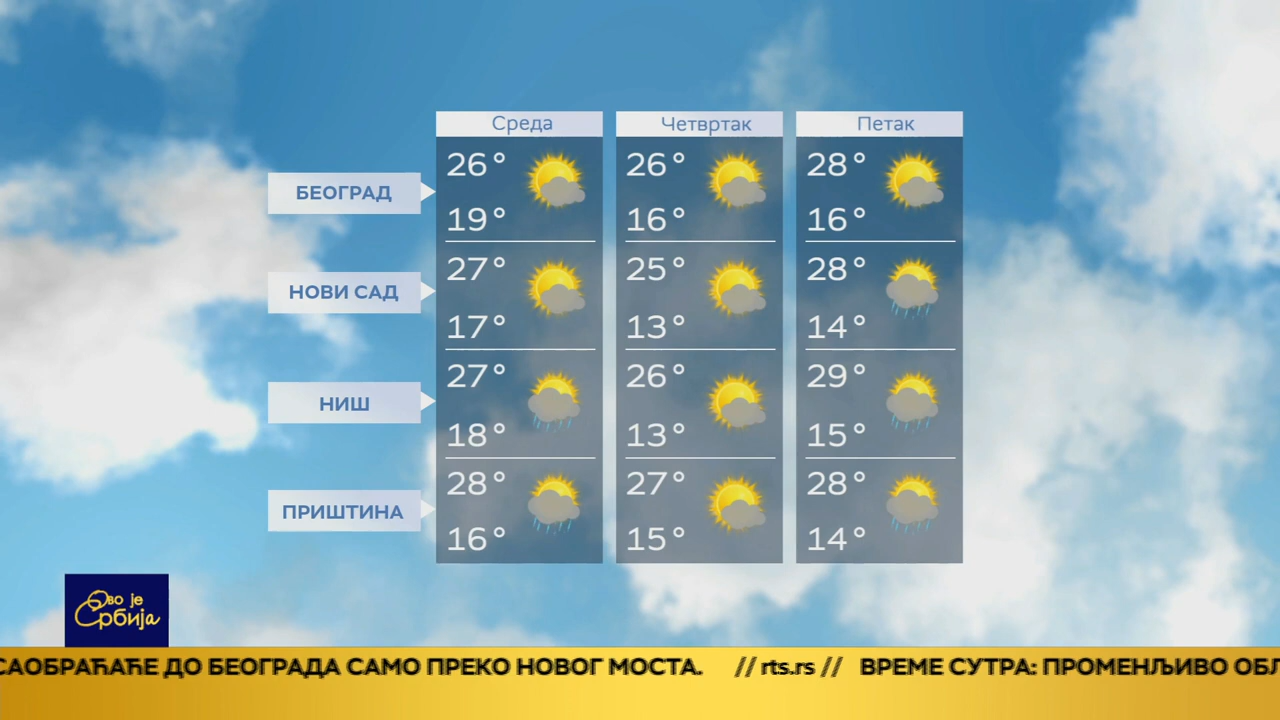 Среда Четвртак Петак
БЕОГРАД 26° 26° 28°
19° 16° 16°
НОВИ САД 27° 25° 28°
17° 13° 14°
НИШ 27° 26° 29°
18° 13° 15°
ПРИШТИНА 28° 27° 28°
16° 15° 14°
Ово је
Србија
САОБРАЋАЋЕ ДО БЕОГРАДА САМО ПРЕКО НОВОГ МОСТА. // rts.rs // ВРЕМЕ СУТРА: ПРОМЕНЉИВО ОБЛ